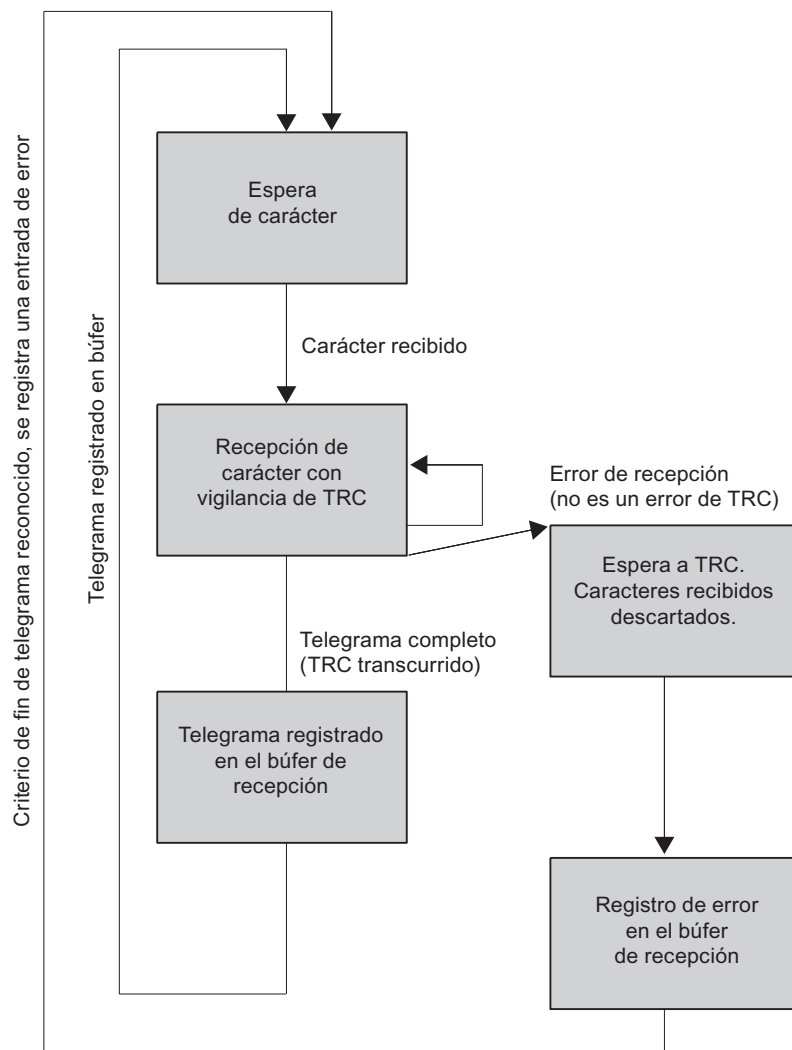 Espera
de carácter
Carácter recibido
Recepción de
carácter con
vigilancia de TRC
Error de recepción
(no es un error de TRC)
Espera a TRC.
Caracteres recibidos
descartados.
Telegrama completo
(TRC transcurrido)
Telegrama registrado
en el búfer de
recepción
Registro de error
en el búfer
de recepción
Telegrama registrado en búfer
Criterio de fin de telegrama reconocido, se registra una entrada de error